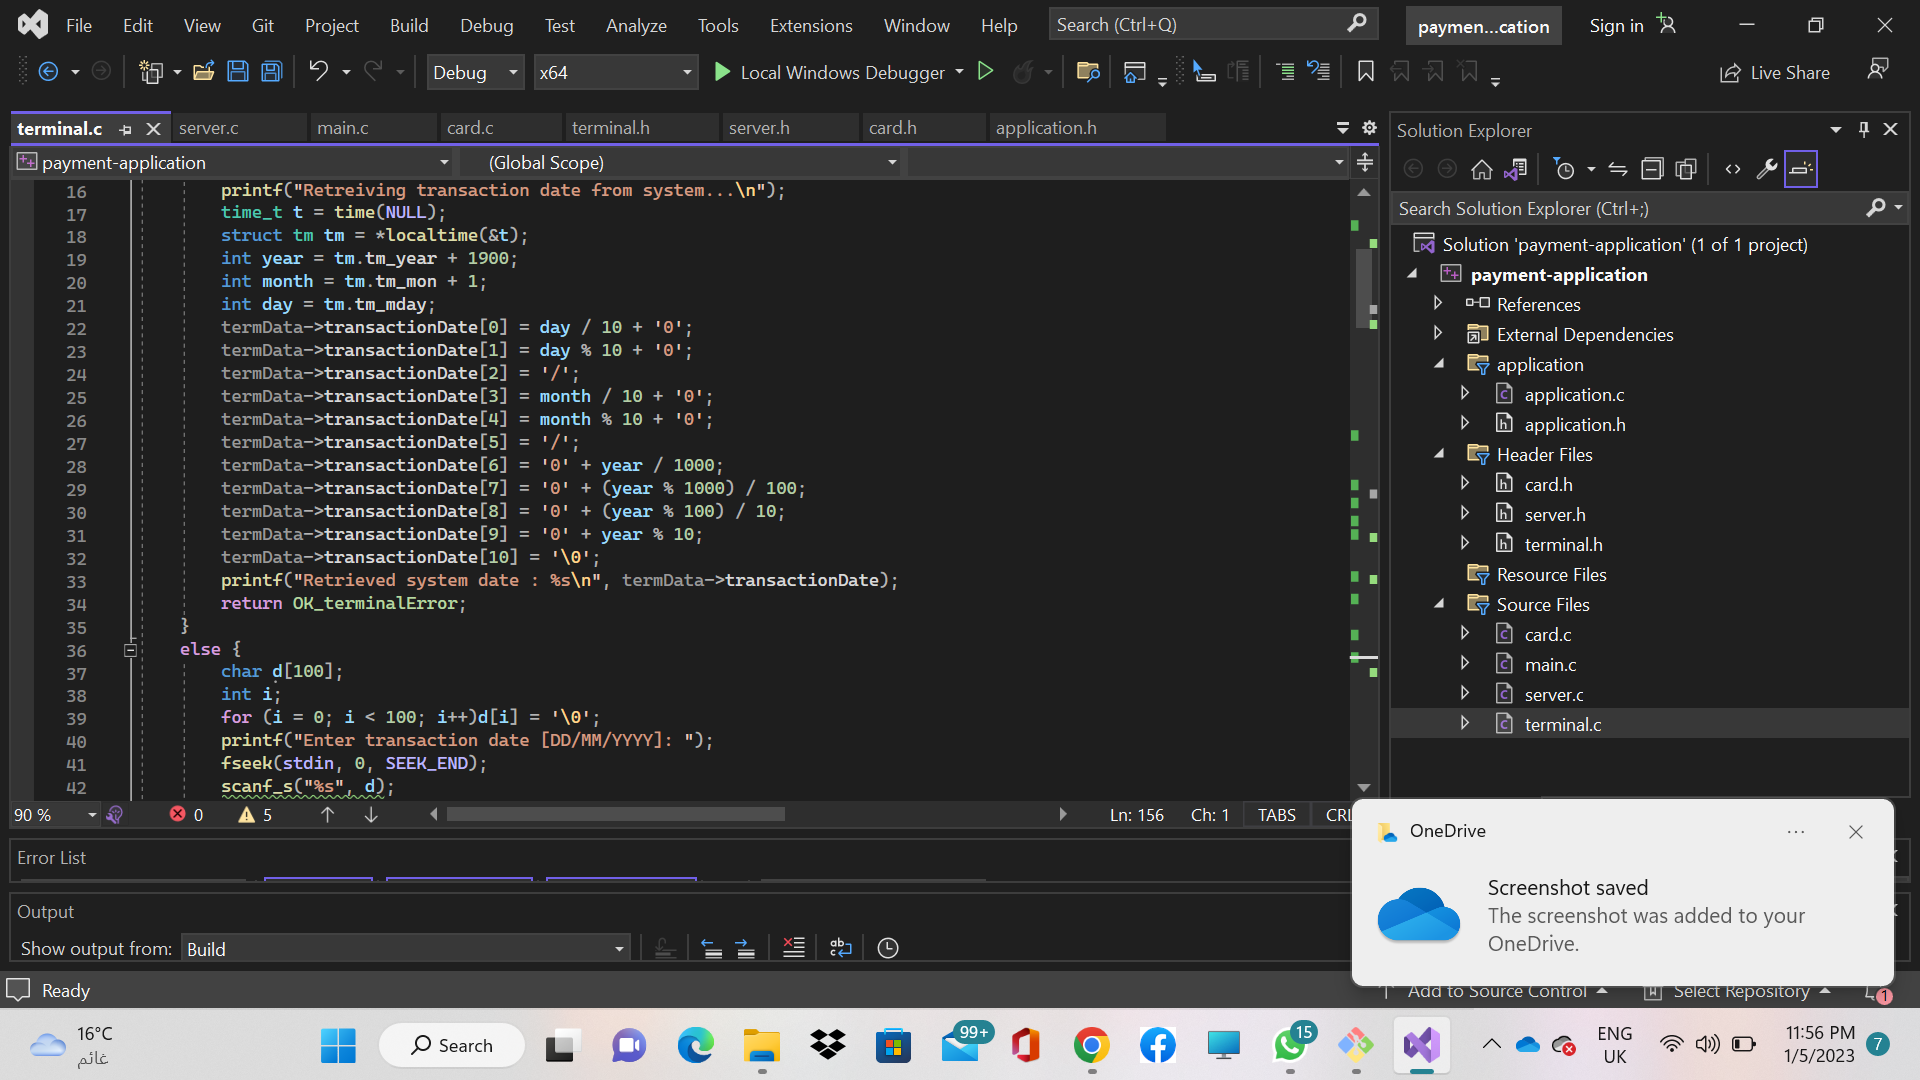 File Edit View Git Project Build Debug Test Analyze Tools Extensions Window Help Search (Ctrl+Q) paymen...cation Sign in
Debug x64 Local Windows Debugger Live Share
terminal.c server.c main.c card.c terminal.h server.h card.h application.h
payment-application (Global Scope)
16 printf("Retreiving transaction date from system...\n");
17 time_t t = time(NULL);
18 struct tm tm = *localtime(&t);
19 int year = tm.tm_year + 1900;
20 int month = tm.tm_mon + 1;
21 int day = tm.tm_mday;
22 termData->transactionDate[0] = day / 10 + '0';
23 termData->transactionDate[1] = day % 10 + '0';
24 termData->transactionDate[2] = '/';
25 termData->transactionDate[3] = month / 10 + '0';
26 termData->transactionDate[4] = month % 10 + '0';
27 termData->transactionDate[5] = '/';
28 termData->transactionDate[6] = '0' + year / 1000;
29 termData->transactionDate[7] = '0' + (year % 1000) / 100;
30 termData->transactionDate[8] = '0' + (year % 100) / 10;
31 termData->transactionDate[9] = '0' + year % 10;
32 termData->transactionDate[10] = '\0';
33 printf("Retrieved system date : %s\n", termData->transactionDate);
34 return OK_terminalError;
35 }
36 else {
37 char d[100];
38 int i;
39 for (i = 0; i < 100; i++)d[i] = '\0';
40 printf("Enter transaction date [DD/MM/YYYY]: ");
41 fseek(stdin, 0, SEEK_END);
42 scanf_s("%s", d);
90 % 0 5 Ln: 156 Ch: 1 TABS CRL
Error List
Output
Show output from: Build
Ready
Solution Explorer
Search Solution Explorer (Ctrl+;)
Solution 'payment-application' (1 of 1 project)
payment-application
References
External Dependencies
application
application.c
application.h
Header Files
card.h
server.h
terminal.h
Resource Files
Source Files
card.c
main.c
server.c
terminal.c
OneDrive
Screenshot saved
The screenshot was added to your
OneDrive.
Add to Source Control Select Repository 1
16°C
غائم
Search
99+
15
ENG
UK
11:56 PM
1/5/2023
7